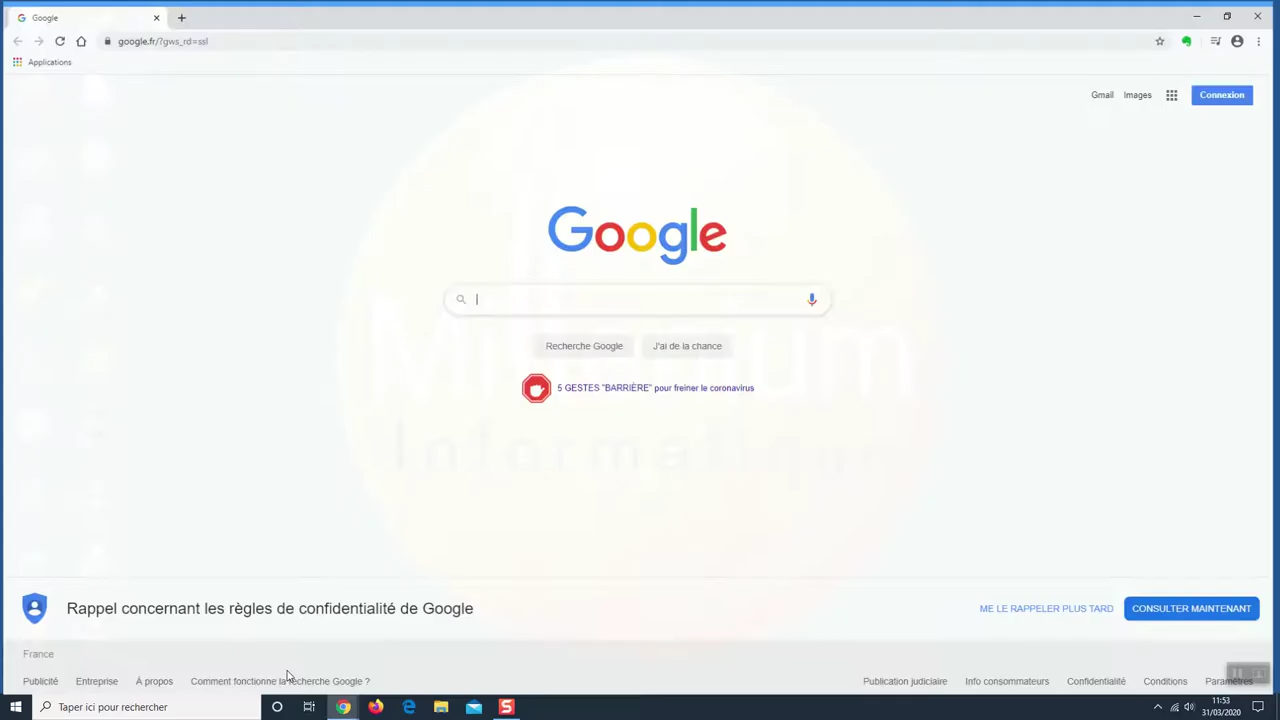 Google
google.fr/?gws_rd=ssl
Applications
Gmail Images Connexion
Google
Recherche Google J'ai de la chance
5 GESTES "BARRIÈRE" pour freiner le coronavirus
Informatique
Rappel concernant les règles de confidentialité de Google
ME LE RAPPELER PLUS TARD CONSULTER MAINTENANT
France
Publicité Entreprise À propos Comment fonctionne la recherche Google ?
Publication judiciaire Info consommateurs Confidentialité Conditions Paramètres
Taper ici pour rechercher
11:53
31/03/2020